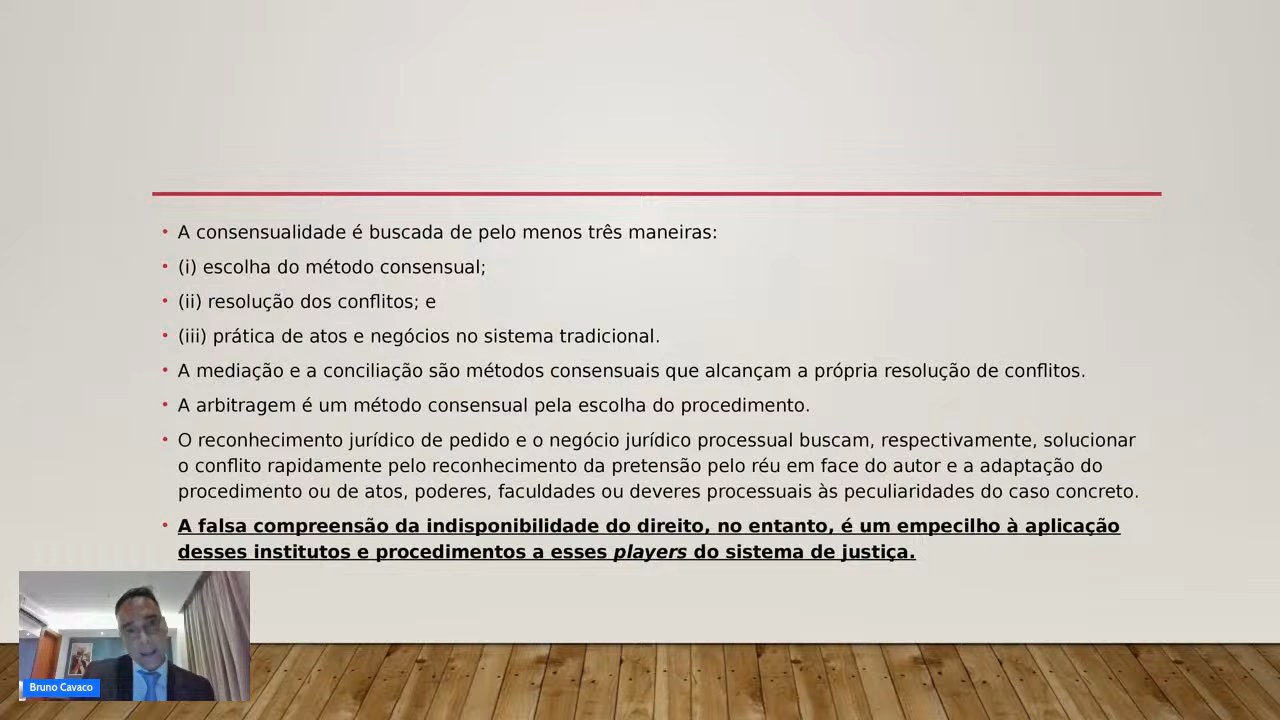 • A consensualidade é buscada de pelo menos três maneiras:
• (i) escolha do método consensual;
• (ii) resolução dos conflitos; e
• (iii) prática de atos e negócios no sistema tradicional.
• A mediação e a conciliação são métodos consensuais que alcançam a própria resolução de conflitos.
• A arbitragem é um método consensual pela escolha do procedimento.
• O reconhecimento jurídico de pedido e o negócio jurídico processual buscam, respectivamente, solucionar
o conflito rapidamente pelo reconhecimento da pretensão pelo réu em face do autor e a adaptação do
procedimento ou de atos, poderes, faculdades ou deveres processuais às peculiaridades do caso concreto.
• A falsa compreensão da indisponibilidade do direito, no entanto, é um empecilho à aplicação
desses institutos e procedimentos a esses players do sistema de justiça.
Bruno Cavaco